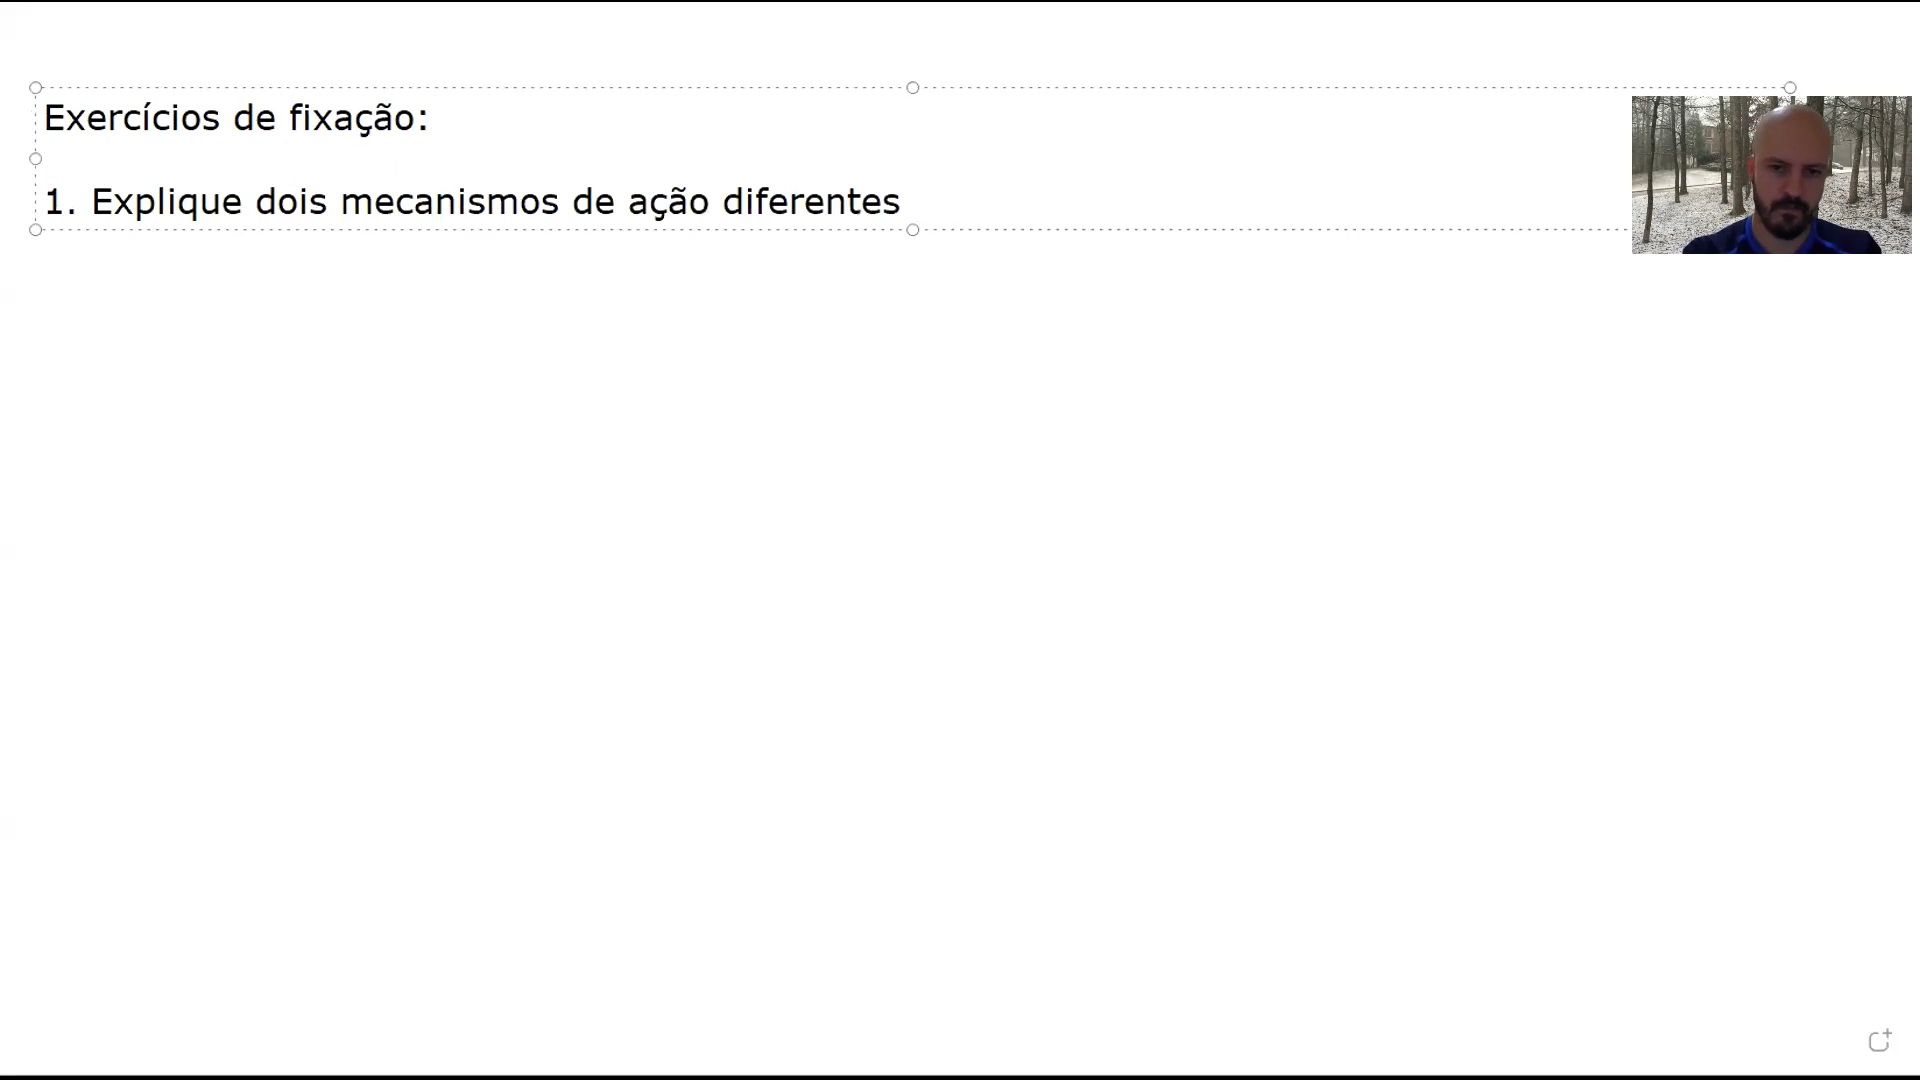 Exercícios de fixação:
1. Explique dois mecanismos de ação diferentes